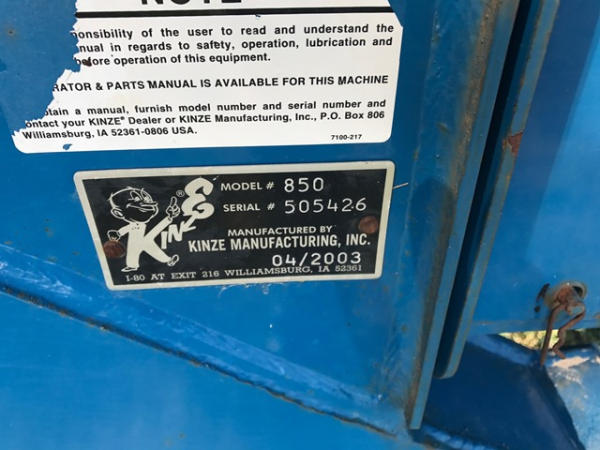 NOTE
responsibility of the user to read and understand the
manual in regards to safety, operation, lubrication and
before operation of this equipment.
RATOR & PARTS MANUAL IS AVAILABLE FOR THIS MACHINE
tain a manual, furnish model number and serial number and
contact your KINZE® Dealer or KINZE Manufacturing, Inc., P.O. Box 806
Williamsburg, IA 52361-0806 USA.
7100-217
KINZE ®
MODEL # 850
SERIAL # 505426
MANUFACTURED BY
KINZE MANUFACTURING, INC.
04/2003
I-80 AT EXIT 216 WILLIAMSBURG, IA 52361